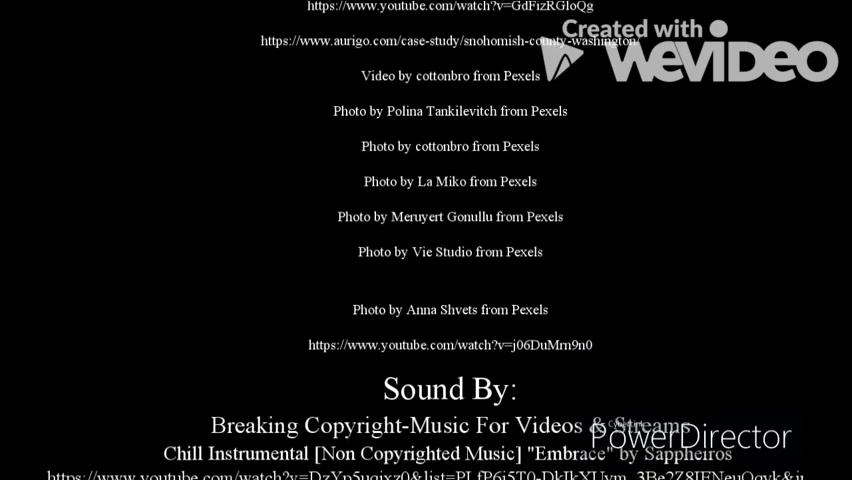 https://www.youtube.com/watch?v=GdFizRGloQg
Created with
https://www.aurigo.com/case-study/snohomish-county-washington/
WEVIDEO
Video by cottonbro from Pexels
Photo by Polina Tankilevitch from Pexels
Photo by cottonbro from Pexels
Photo by La Miko from Pexels
Photo by Meruyert Gonullu from Pexels
Photo by Vie Studio from Pexels
Photo by Anna Shvets from Pexels
https://www.youtube.com/watch?v=j06DuMrn9n0
Sound By:
Breaking Copyright-Music For Videos & Streams
CyberLink
PowerDirector
Chill Instrumental [Non Copyrighted Music] "Embrace" by Sappheiros